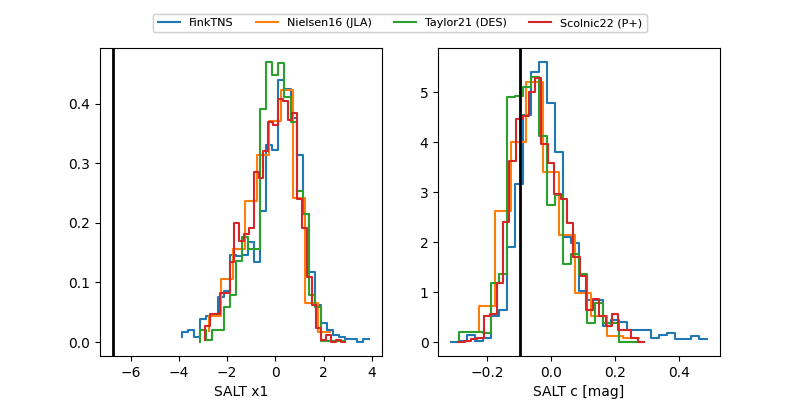 FinkTNS Nielsen16 (JLA) Taylor21 (DES) Scolnic22 (P+)
0.4
0.3
0.2
0.1
0.0
−6 −4 −2 0 2 4
SALT x1
5
4
3
2
1
0
−0.2 0.0 0.2 0.4
SALT c [mag]